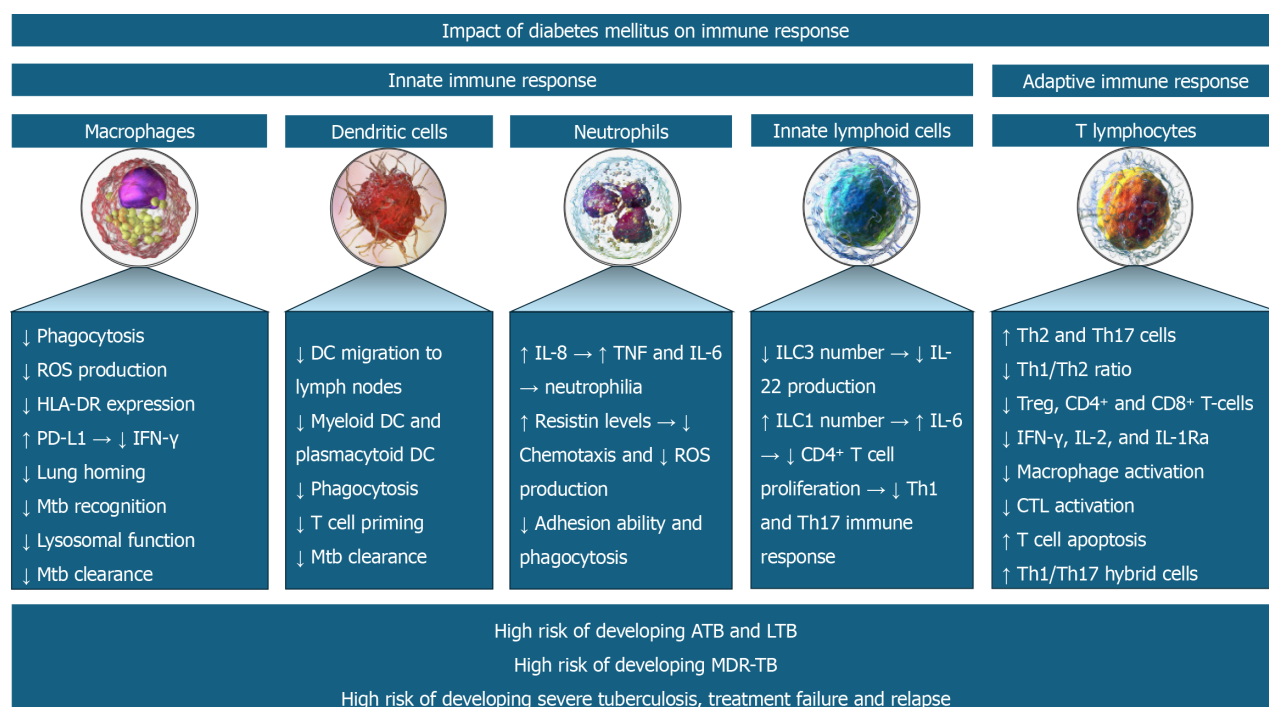 Impact of diabetes mellitus on immune response
Innate immune response
Adaptive immune response
Macrophages
Dendritic cells
Neutrophils
Innate lymphoid cells
T lymphocytes
↓ Phagocytosis
↓ ROS production
↓ HLA-DR expression
↑ PD-L1 → ↓ IFN-γ
↓ Lung homing
↓ Mtb recognition
↓ Lysosomal function
↓ Mtb clearance
↓ DC migration to
lymph nodes
↓ Myeloid DC and
plasmacytoid DC
↓ Phagocytosis
↓ T cell priming
↓ Mtb clearance
↑ IL-8 → ↑ TNF and IL-6
→ neutrophilia
↑ Resistin levels → ↓
Chemotaxis and ↓ ROS
production
↓ Adhesion ability and
phagocytosis
↓ ILC3 number → ↓ IL-
22 production
↑ ILC1 number → ↑ IL-6
→ ↓ CD4⁺ T cell
proliferation → ↓ Th1
and Th17 immune
response
↑ Th2 and Th17 cells
↓ Th1/Th2 ratio
↓ Treg, CD4⁺ and CD8⁺ T-cells
↓ IFN-γ, IL-2, and IL-1Ra
↓ Macrophage activation
↓ CTL activation
↑ T cell apoptosis
↑ Th1/Th17 hybrid cells
High risk of developing ATB and LTB
High risk of developing MDR-TB
High risk of developing severe tuberculosis, treatment failure and relapse